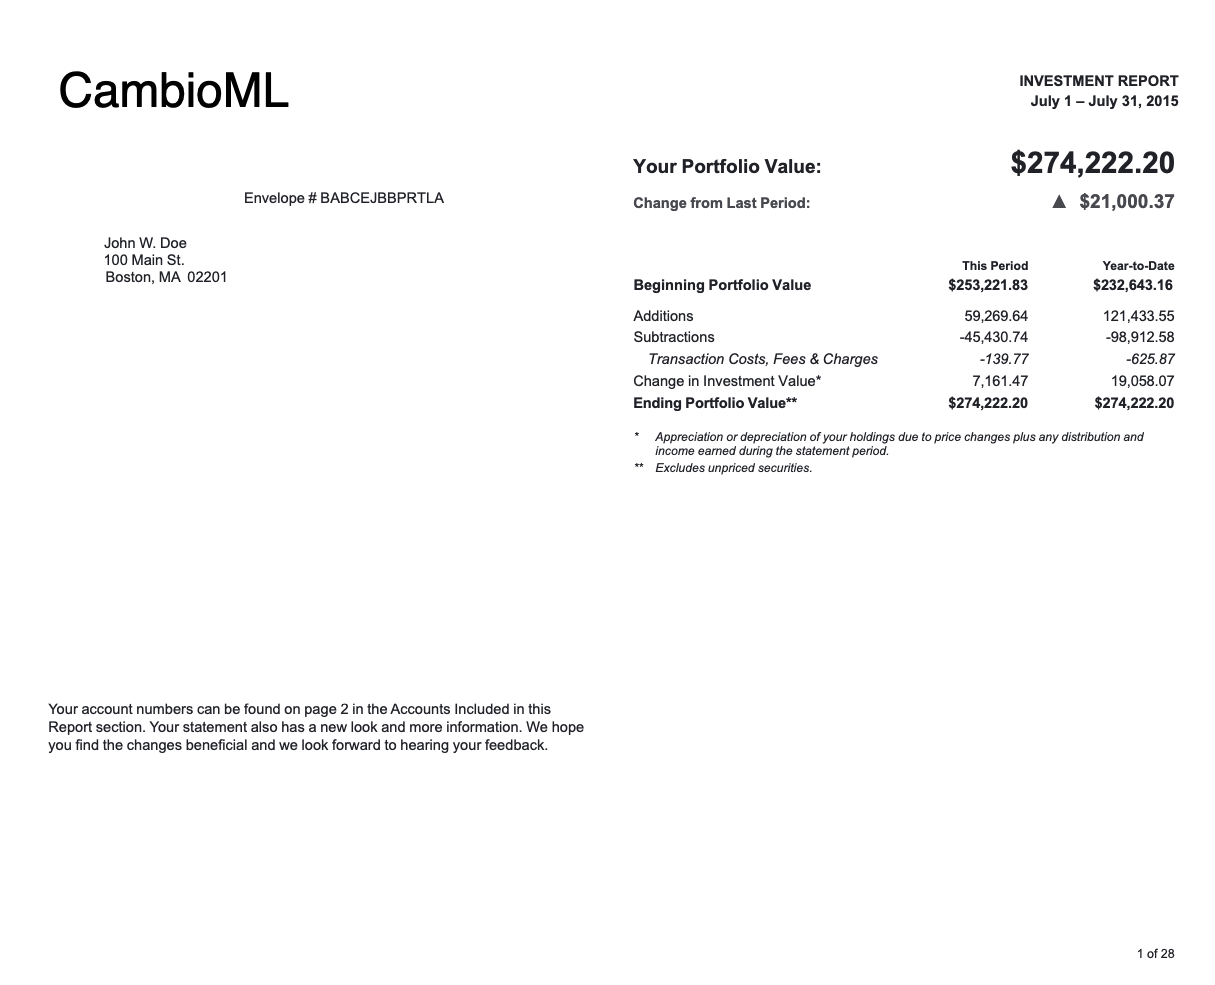 CambioML
INVESTMENT REPORT
July 1 – July 31, 2015
Envelope # BABCEJBBPRTLA
John W. Doe
100 Main St.
Boston, MA 02201
Your Portfolio Value: $274,222.20
Change from Last Period: ▲ $21,000.37
This Period Year-to-Date
Beginning Portfolio Value $253,221.83 $232,643.16
Additions 59,269.64 121,433.55
Subtractions -45,430.74 -98,912.58
Transaction Costs, Fees & Charges -139.77 -625.87
Change in Investment Value* 7,161.47 19,058.07
Ending Portfolio Value** $274,222.20 $274,222.20
* Appreciation or depreciation of your holdings due to price changes plus any distribution and
income earned during the statement period.
** Excludes unpriced securities.
Your account numbers can be found on page 2 in the Accounts Included in this
Report section. Your statement also has a new look and more information. We hope
you find the changes beneficial and we look forward to hearing your feedback.
1 of 28